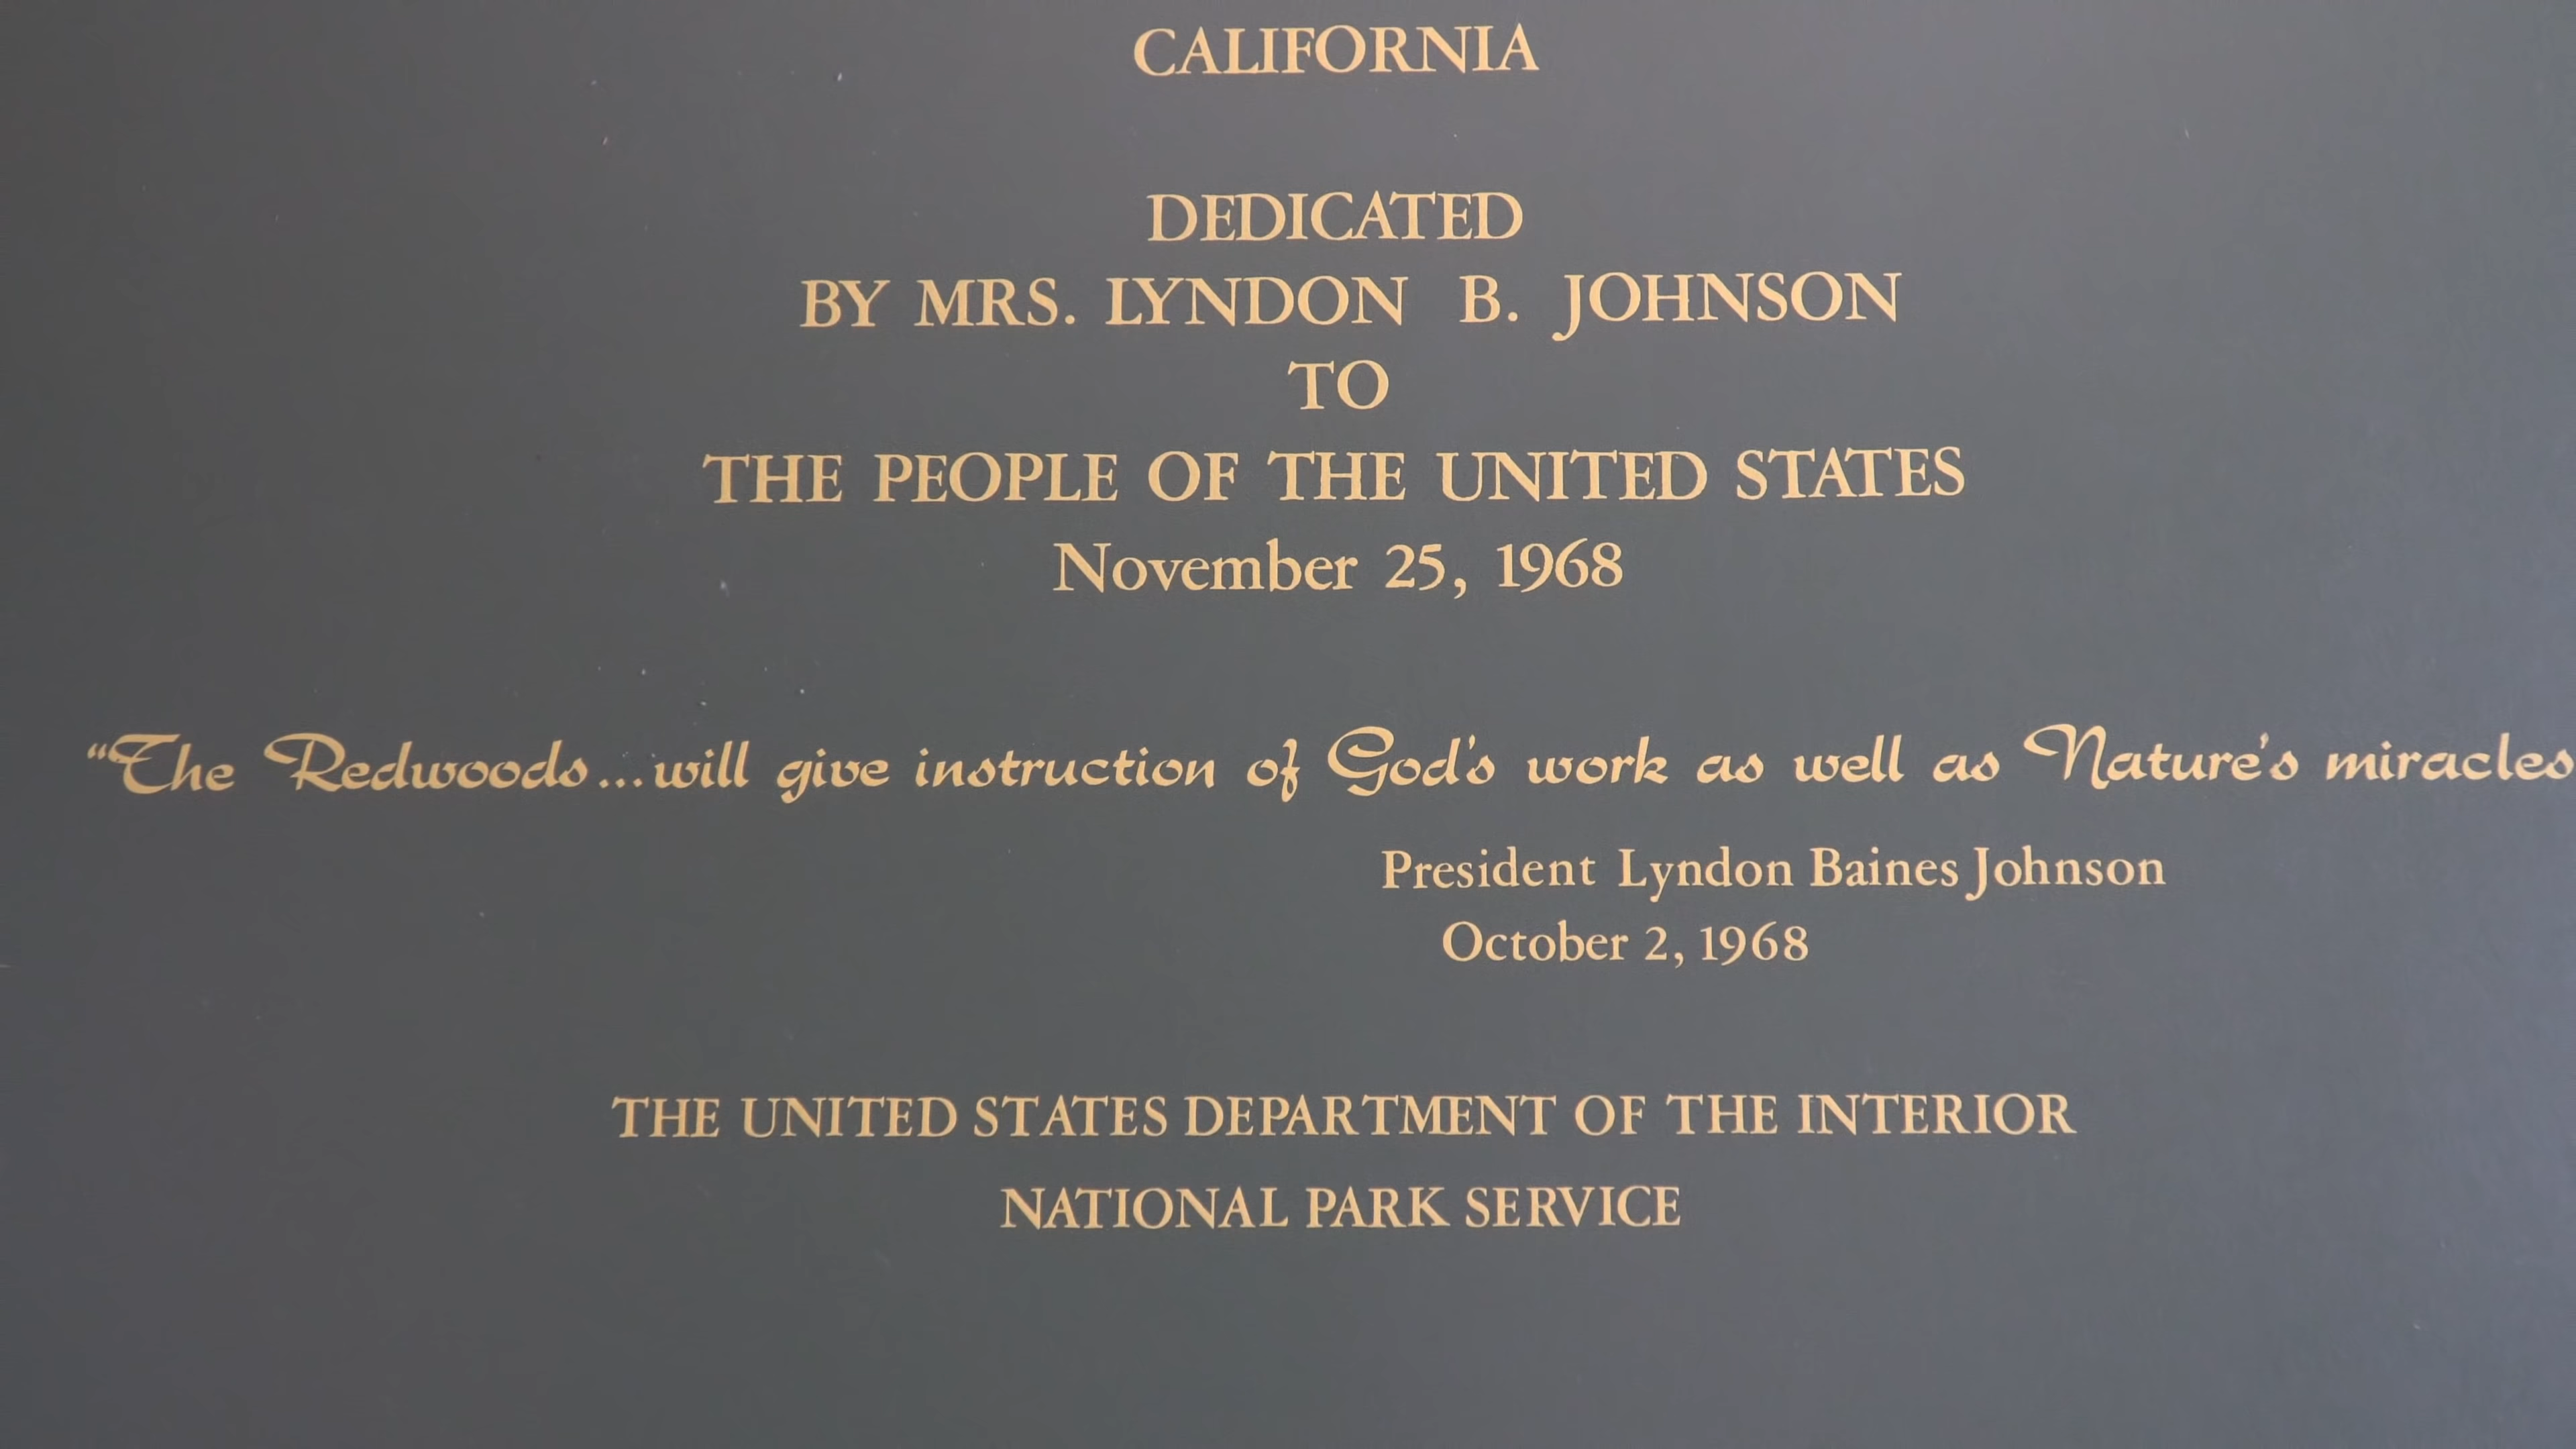 CALIFORNIA
DEDICATED
BY MRS. LYNDON B. JOHNSON
TO
THE PEOPLE OF THE UNITED STATES
November 25, 1968
“The Redwoods...will give instruction of God's work as well as Nature's miracles
President Lyndon Baines Johnson
October 2, 1968
THE UNITED STATES DEPARTMENT OF THE INTERIOR
NATIONAL PARK SERVICE